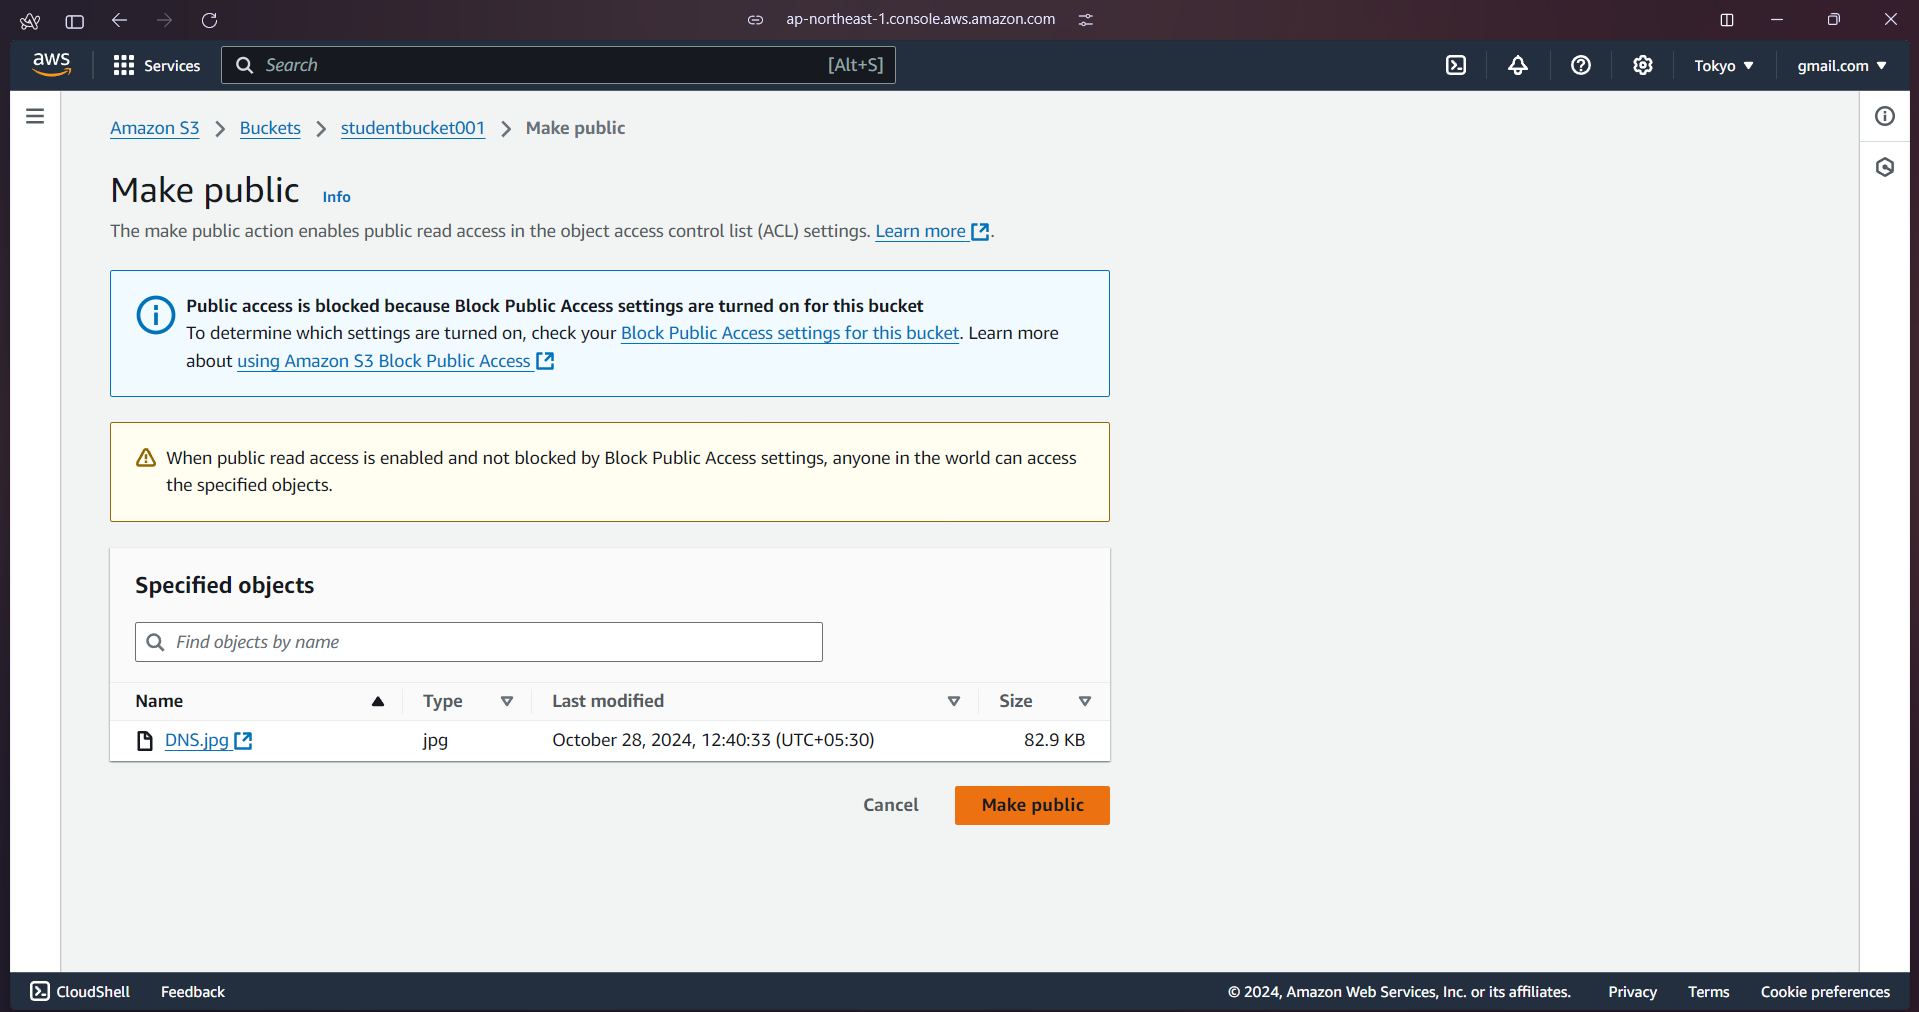 ap-northeast-1.console.aws.amazon.com
aws
Services
Search
[Alt+S]
Tokyo
gmail.com
Amazon S3
Buckets
studentbucket001
Make public
Make public
Info
The make public action enables public read access in the object access control list (ACL) settings. Learn more.
Public access is blocked because Block Public Access settings are turned on for this bucket
To determine which settings are turned on, check your Block Public Access settings for this bucket. Learn more
about using Amazon S3 Block Public Access
When public read access is enabled and not blocked by Block Public Access settings, anyone in the world can access
the specified objects.
Specified objects
Find objects by name
Name Type Last modified Size
DNS.jpg jpg October 28, 2024, 12:40:33 (UTC+05:30) 82.9 KB
Cancel
Make public
CloudShell
Feedback
© 2024, Amazon Web Services, Inc. or its affiliates.
Privacy
Terms
Cookie preferences